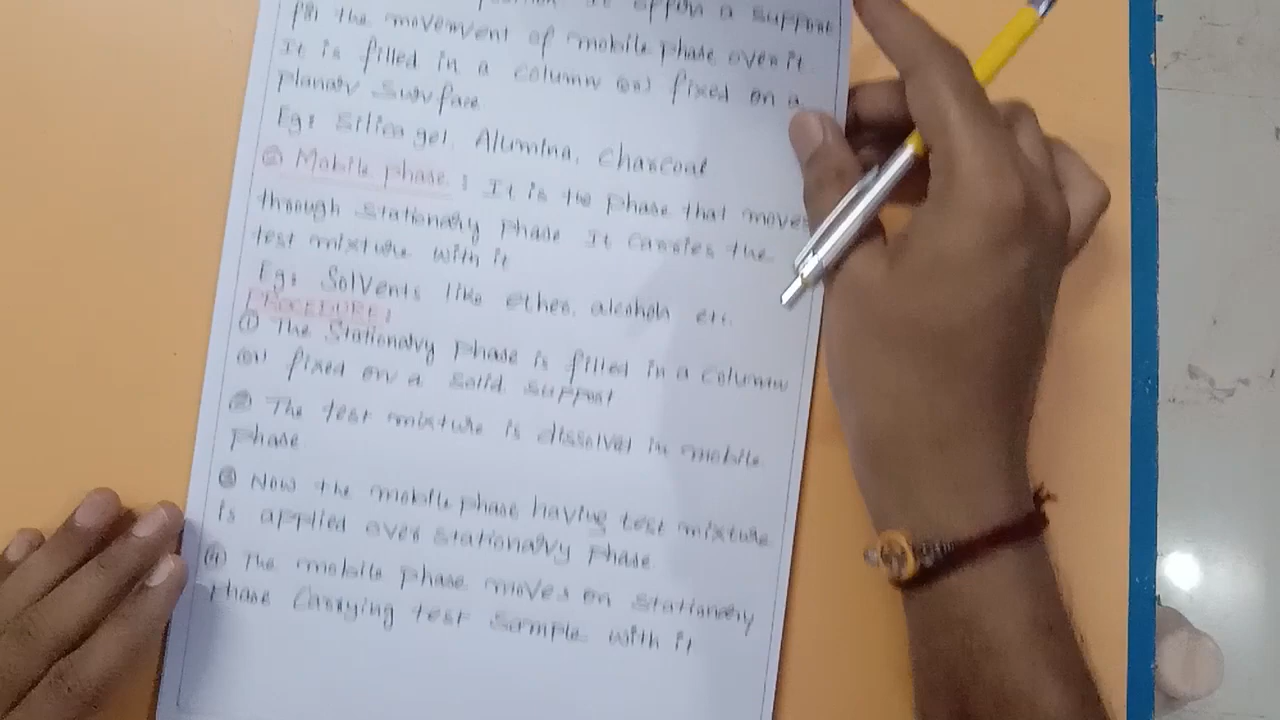 It offers a support
for the movement of mobile phase over it.
It is filled in a column (or) fixed on a
planary surface
Eg: Silica gel, Alumina, Charcoal
② Mobile phase : It is the phase that moves
through stationary phase It carries the
test mixture with it
Eg: Solvents like ether, alcohols etc.
PROCEDURE:
① The Stationary phase is filled in a column
(or) fixed on a solid support
② The test mixture is dissolved in mobile
phase
③ Now the mobile phase having test mixture
is applied over stationary phase
④ The mobile phase moves on stationary
phase carrying test sample with it